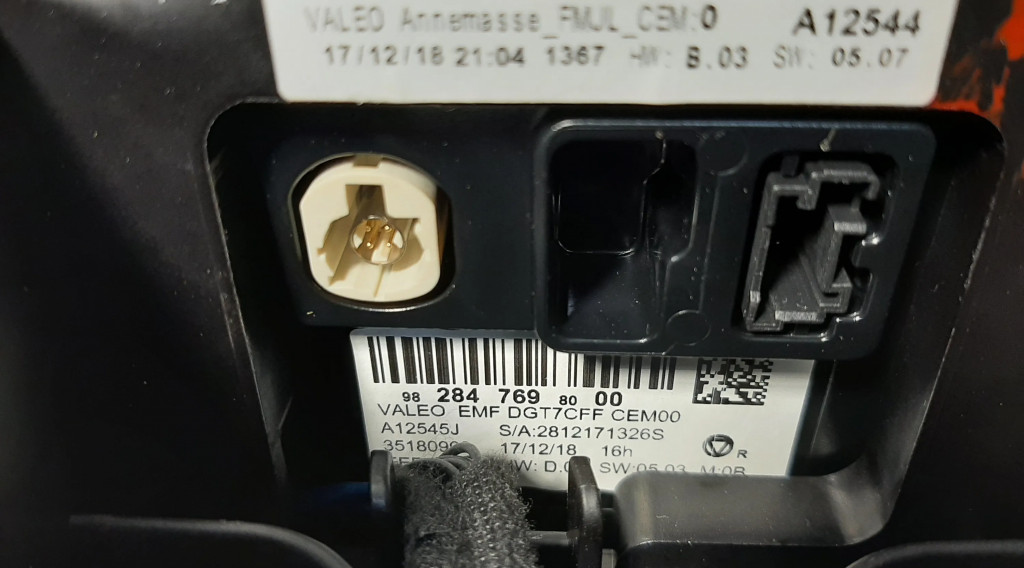 VALEO Annemasse_FMUL_CEM:0 A12544
17/12/18 21:04 1367 HW: B.03 SW: 05.07
98 284 769 80 00
VALEO EMF DGT7CFF CEM00
A12545J S/A:2812171326S
17/12/18 16h R
SW:05.03 M:0B